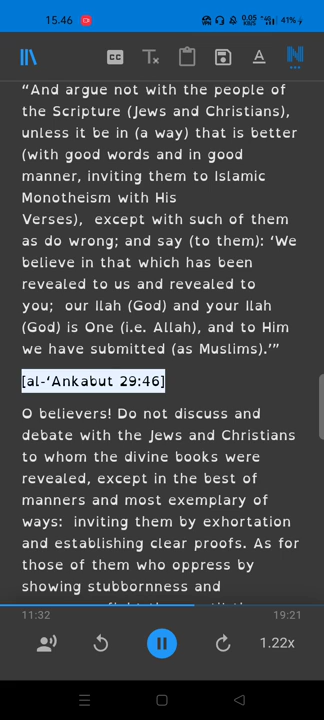 15.46
0.05 KB/S
4G
41%
CC
A
N
“And argue not with the people of
the Scripture (Jews and Christians),
unless it be in (a way) that is better
(with good words and in good
manner, inviting them to Islamic
Monotheism with His
Verses),  except with such of them
as do wrong; and say (to them): ‘We
believe in that which has been
revealed to us and revealed to
you;  our Ilah (God) and your Ilah
(God) is One (i.e. Allah), and to Him
we have submitted (as Muslims).’”
[al-‘Ankabut 29:46]
O believers! Do not discuss and
debate with the Jews and Christians
to whom the divine books were
revealed, except in the best of
manners and most exemplary of
ways:  inviting them by exhortation
and establishing clear proofs. As for
those of them who oppress by
showing stubbornness and
11:32
19:21
1.22x